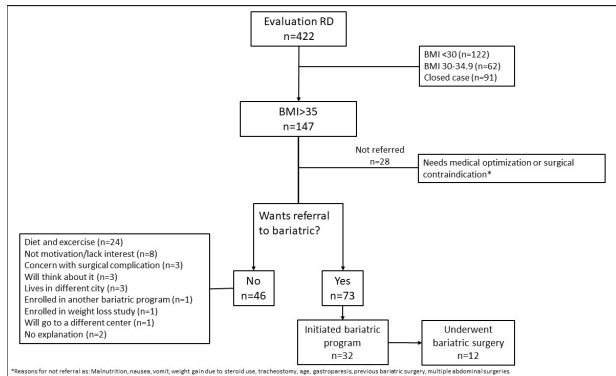 Evaluation RD
n=422
BMI <30 (n=122)
BMI 30-34.9 (n=62)
Closed case (n=91)
BMI>35
n=147
Not referred
n=28
Needs medical optimization or surgical
contraindication*
Wants referral
to bariatric?
Diet and excercise (n=24)
Not motivation/lack interest (n=8)
Concern with surgical complication (n=3)
Will think about it (n=3)
Lives in different city (n=3)
Enrolled in another bariatric program (n=1)
Enrolled in weight loss study (n=1)
Will go to a different center (n=1)
No explanation (n=2)
No
n=46
Yes
n=73
Initiated bariatric
program
n=32
Underwent
bariatric surgery
n=12
*Reasons for not referral as: Malnutrition, nausea, vomit, weight gain due to steroid use, tracheostomy, age, gastroparesis, previous bariatric surgery, multiple abdominal surgeries.